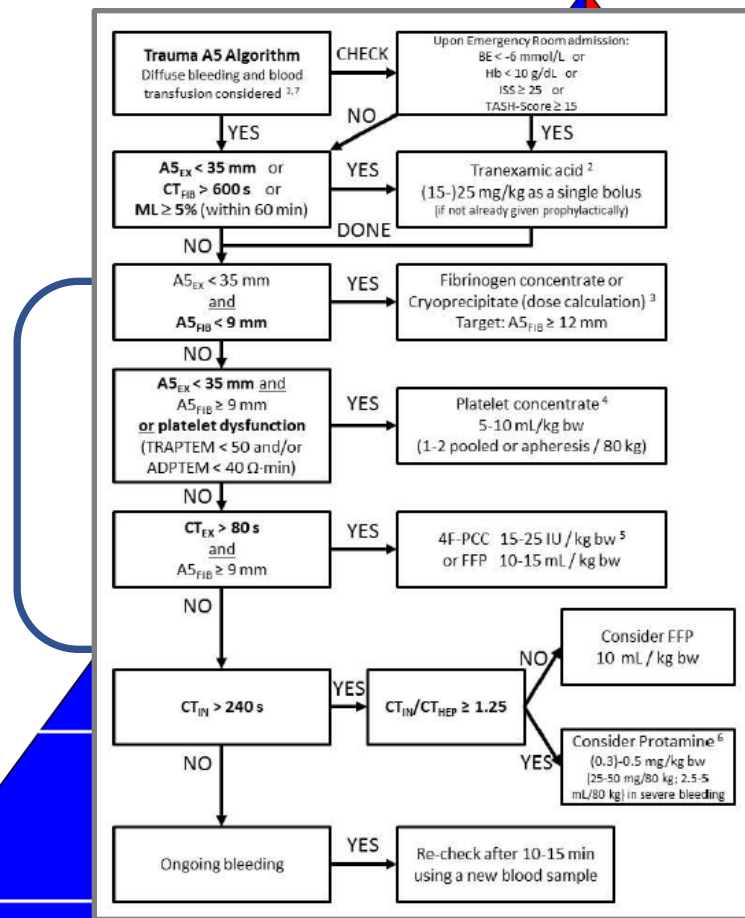 Trauma A5 Algorithm
Diffuse bleeding and blood
transfusion considered 1,7
CHECK
Upon Emergency Room admission:
BE < -6 mmol/L or
Hb < 10 g/dL or
ISS ≥ 25 or
TASH-Score ≥ 15
NO
YES
YES
A5EX < 35 mm or
CTFIB > 600 s or
ML ≥ 5% (within 60 min)
YES
Tranexamic acid 2
(15-)25 mg/kg as a single bolus
(if not already given prophylactically)
DONE
NO
A5EX < 35 mm
and
A5FIB < 9 mm
YES
Fibrinogen concentrate or
Cryoprecipitate (dose calculation) 3
Target: A5FIB ≥ 12 mm
NO
A5EX < 35 mm and
A5FIB ≥ 9 mm
or platelet dysfunction
(TRAPTEM < 50 and/or
ADPTEM < 40 Ω·min)
YES
Platelet concentrate 4
5-10 mL/kg bw
(1-2 pooled or apheresis / 80 kg)
NO
CTEX > 80 s
and
A5FIB ≥ 9 mm
YES
4F-PCC 15-25 IU / kg bw 5
or FFP 10-15 mL / kg bw
NO
Consider FFP
10 mL / kg bw
NO
CTIN > 240 s
YES
CTIN/CTHEP ≥ 1.25
YES
Consider Protamine 6
(0.3)-0.5 mg/kg bw
(25-50 mg/80 kg; 2.5-5
mL/80 kg) in severe bleeding
NO
Ongoing bleeding
YES
Re-check after 10-15 min
using a new blood sample